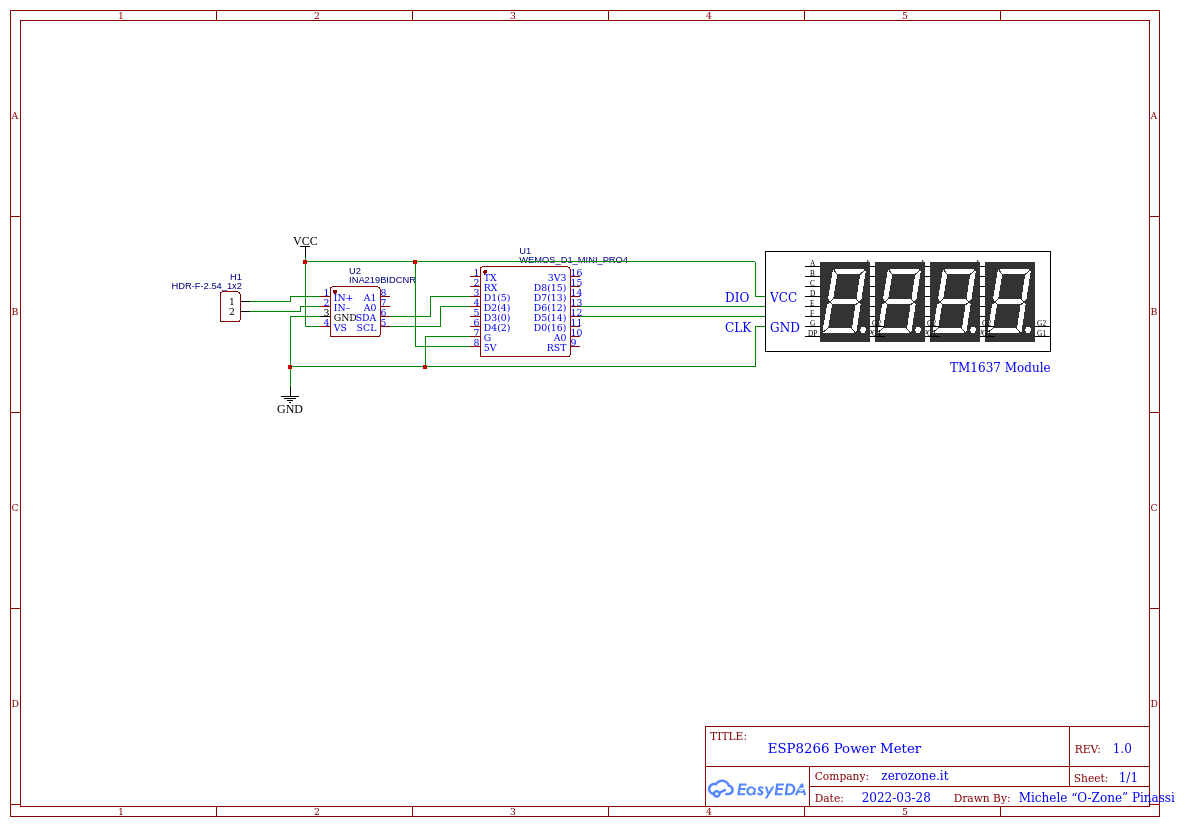 1 2 3 4 5
A A
VCC
U1
WEMOS_D1_MINI_PRO4
U2
INA219BIDCNR
H1
HDR-F-2.54_1x2
1
2
1 IN+ A1 8
2 IN– A0 7
3 GND SDA 6
4 VS SCL 5
1 TX 3V3 16
2 RX D8(15) 15
3 D1(5) D7(13) 14
4 D2(4) D6(12) 13
5 D3(0) D5(14) 12
6 D4(2) D0(16) 11
7 G A0 10
8 5V RST 9
DIO VCC
CLK GND
A
B
C
D
E
F
G G2
DP G1
B B
TM1637 Module
GND
C C
D D
TITLE:
ESP8266 Power Meter
REV: 1.0
EasyEDA
Company: zerozone.it
Sheet: 1/1
Date: 2022-03-28
Drawn By: Michele “O-Zone” Pinassi
1 2 3 4 5